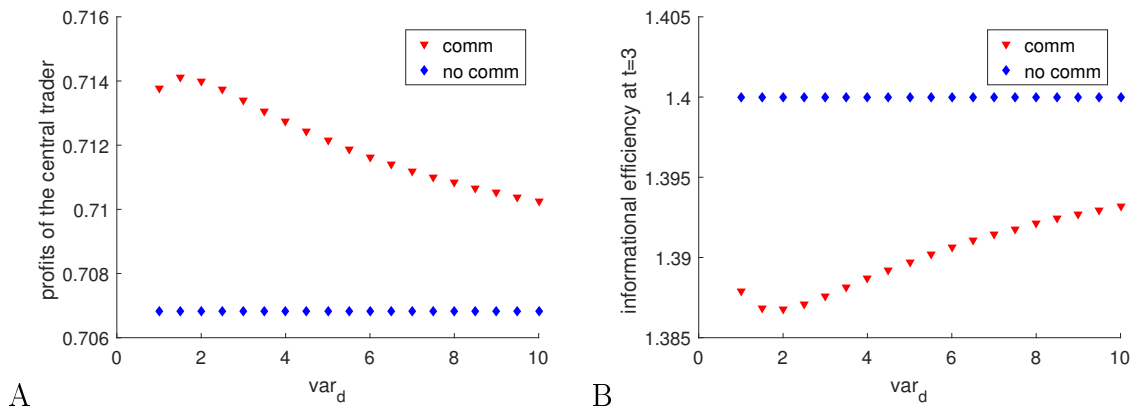 0.716
0.714
0.712
0.71
0.708
0.706
profits of the central trader
0 2 4 6 8 10
var_d
comm
no comm
A
1.405
1.4
1.395
1.39
1.385
informational efficiency at t=3
0 2 4 6 8 10
var_d
comm
no comm
B